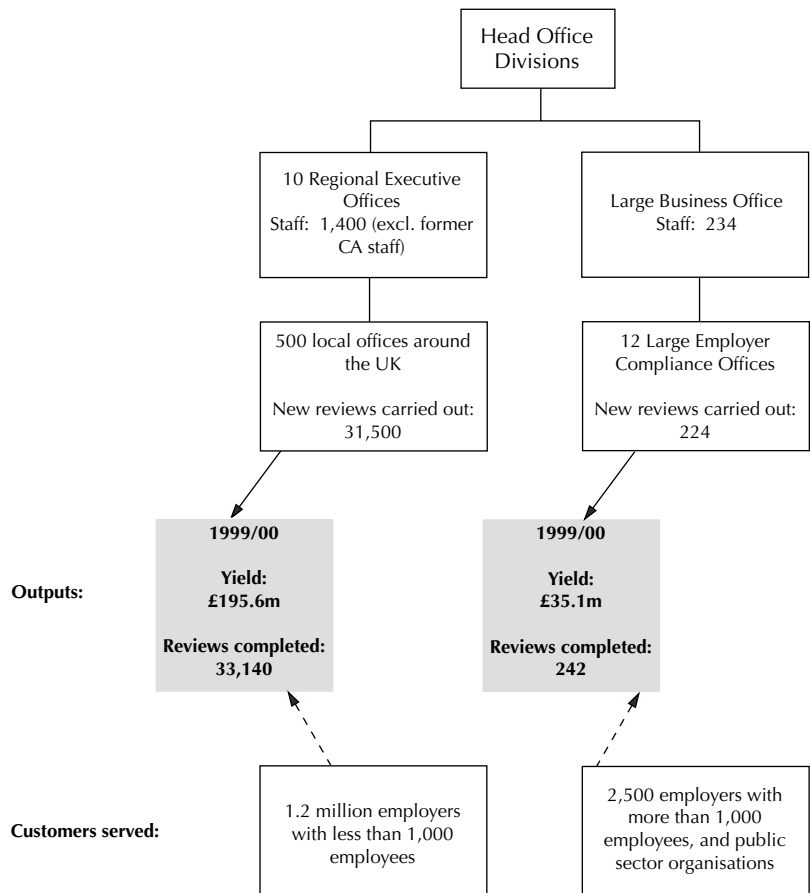 Head Office
Divisions
10 Regional Executive
Offices
Staff: 1,400 (excl. former
CA staff)
Large Business Office
Staff: 234
500 local offices around
the UK
New reviews carried out:
31,500
12 Large Employer
Compliance Offices
New reviews carried out:
224
Outputs:
1999/00
Yield:
£195.6m
Reviews completed:
33,140
1999/00
Yield:
£35.1m
Reviews completed:
242
Customers served:
1.2 million employers
with less than 1,000
employees
2,500 employers with
more than 1,000
employees, and public
sector organisations